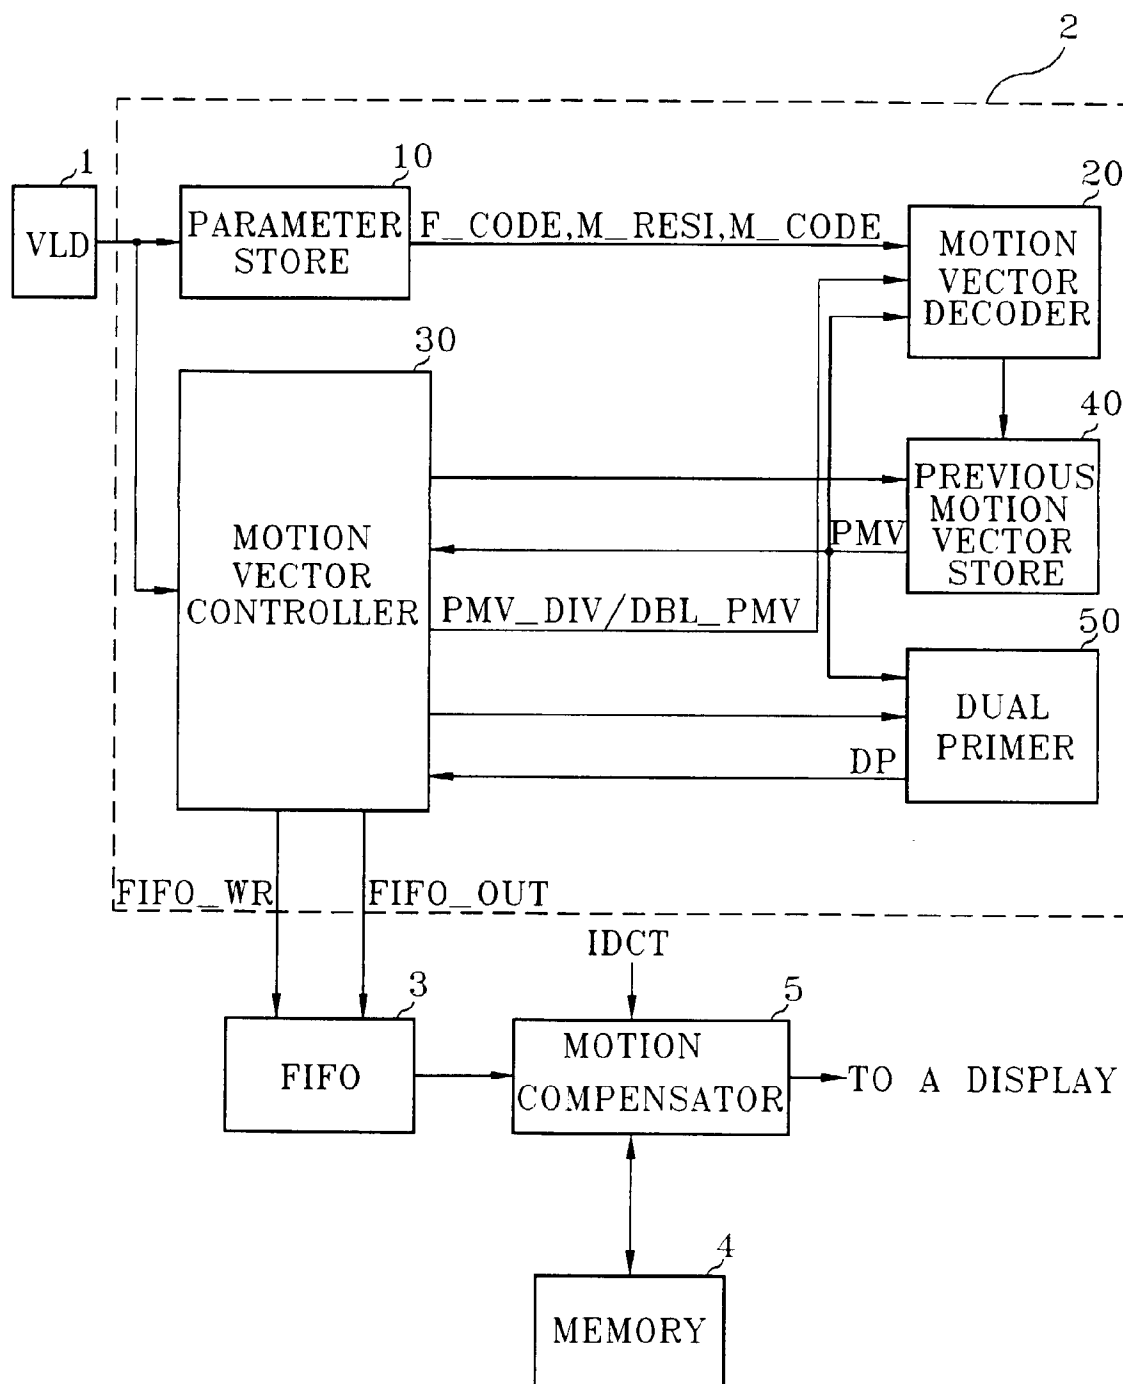 2
1
VLD
10
PARAMETER
STORE
F_CODE,M_RESI,M_CODE
20
MOTION
VECTOR
DECODER
30
MOTION
VECTOR
CONTROLLER
40
PREVIOUS
MOTION
VECTOR
STORE
PMV
PMV_DIV/DBL_PMV
50
DUAL
PRIMER
DP
FIFO_WR
FIFO_OUT
IDCT
3
FIFO
5
MOTION
COMPENSATOR
TO A DISPLAY
4
MEMORY